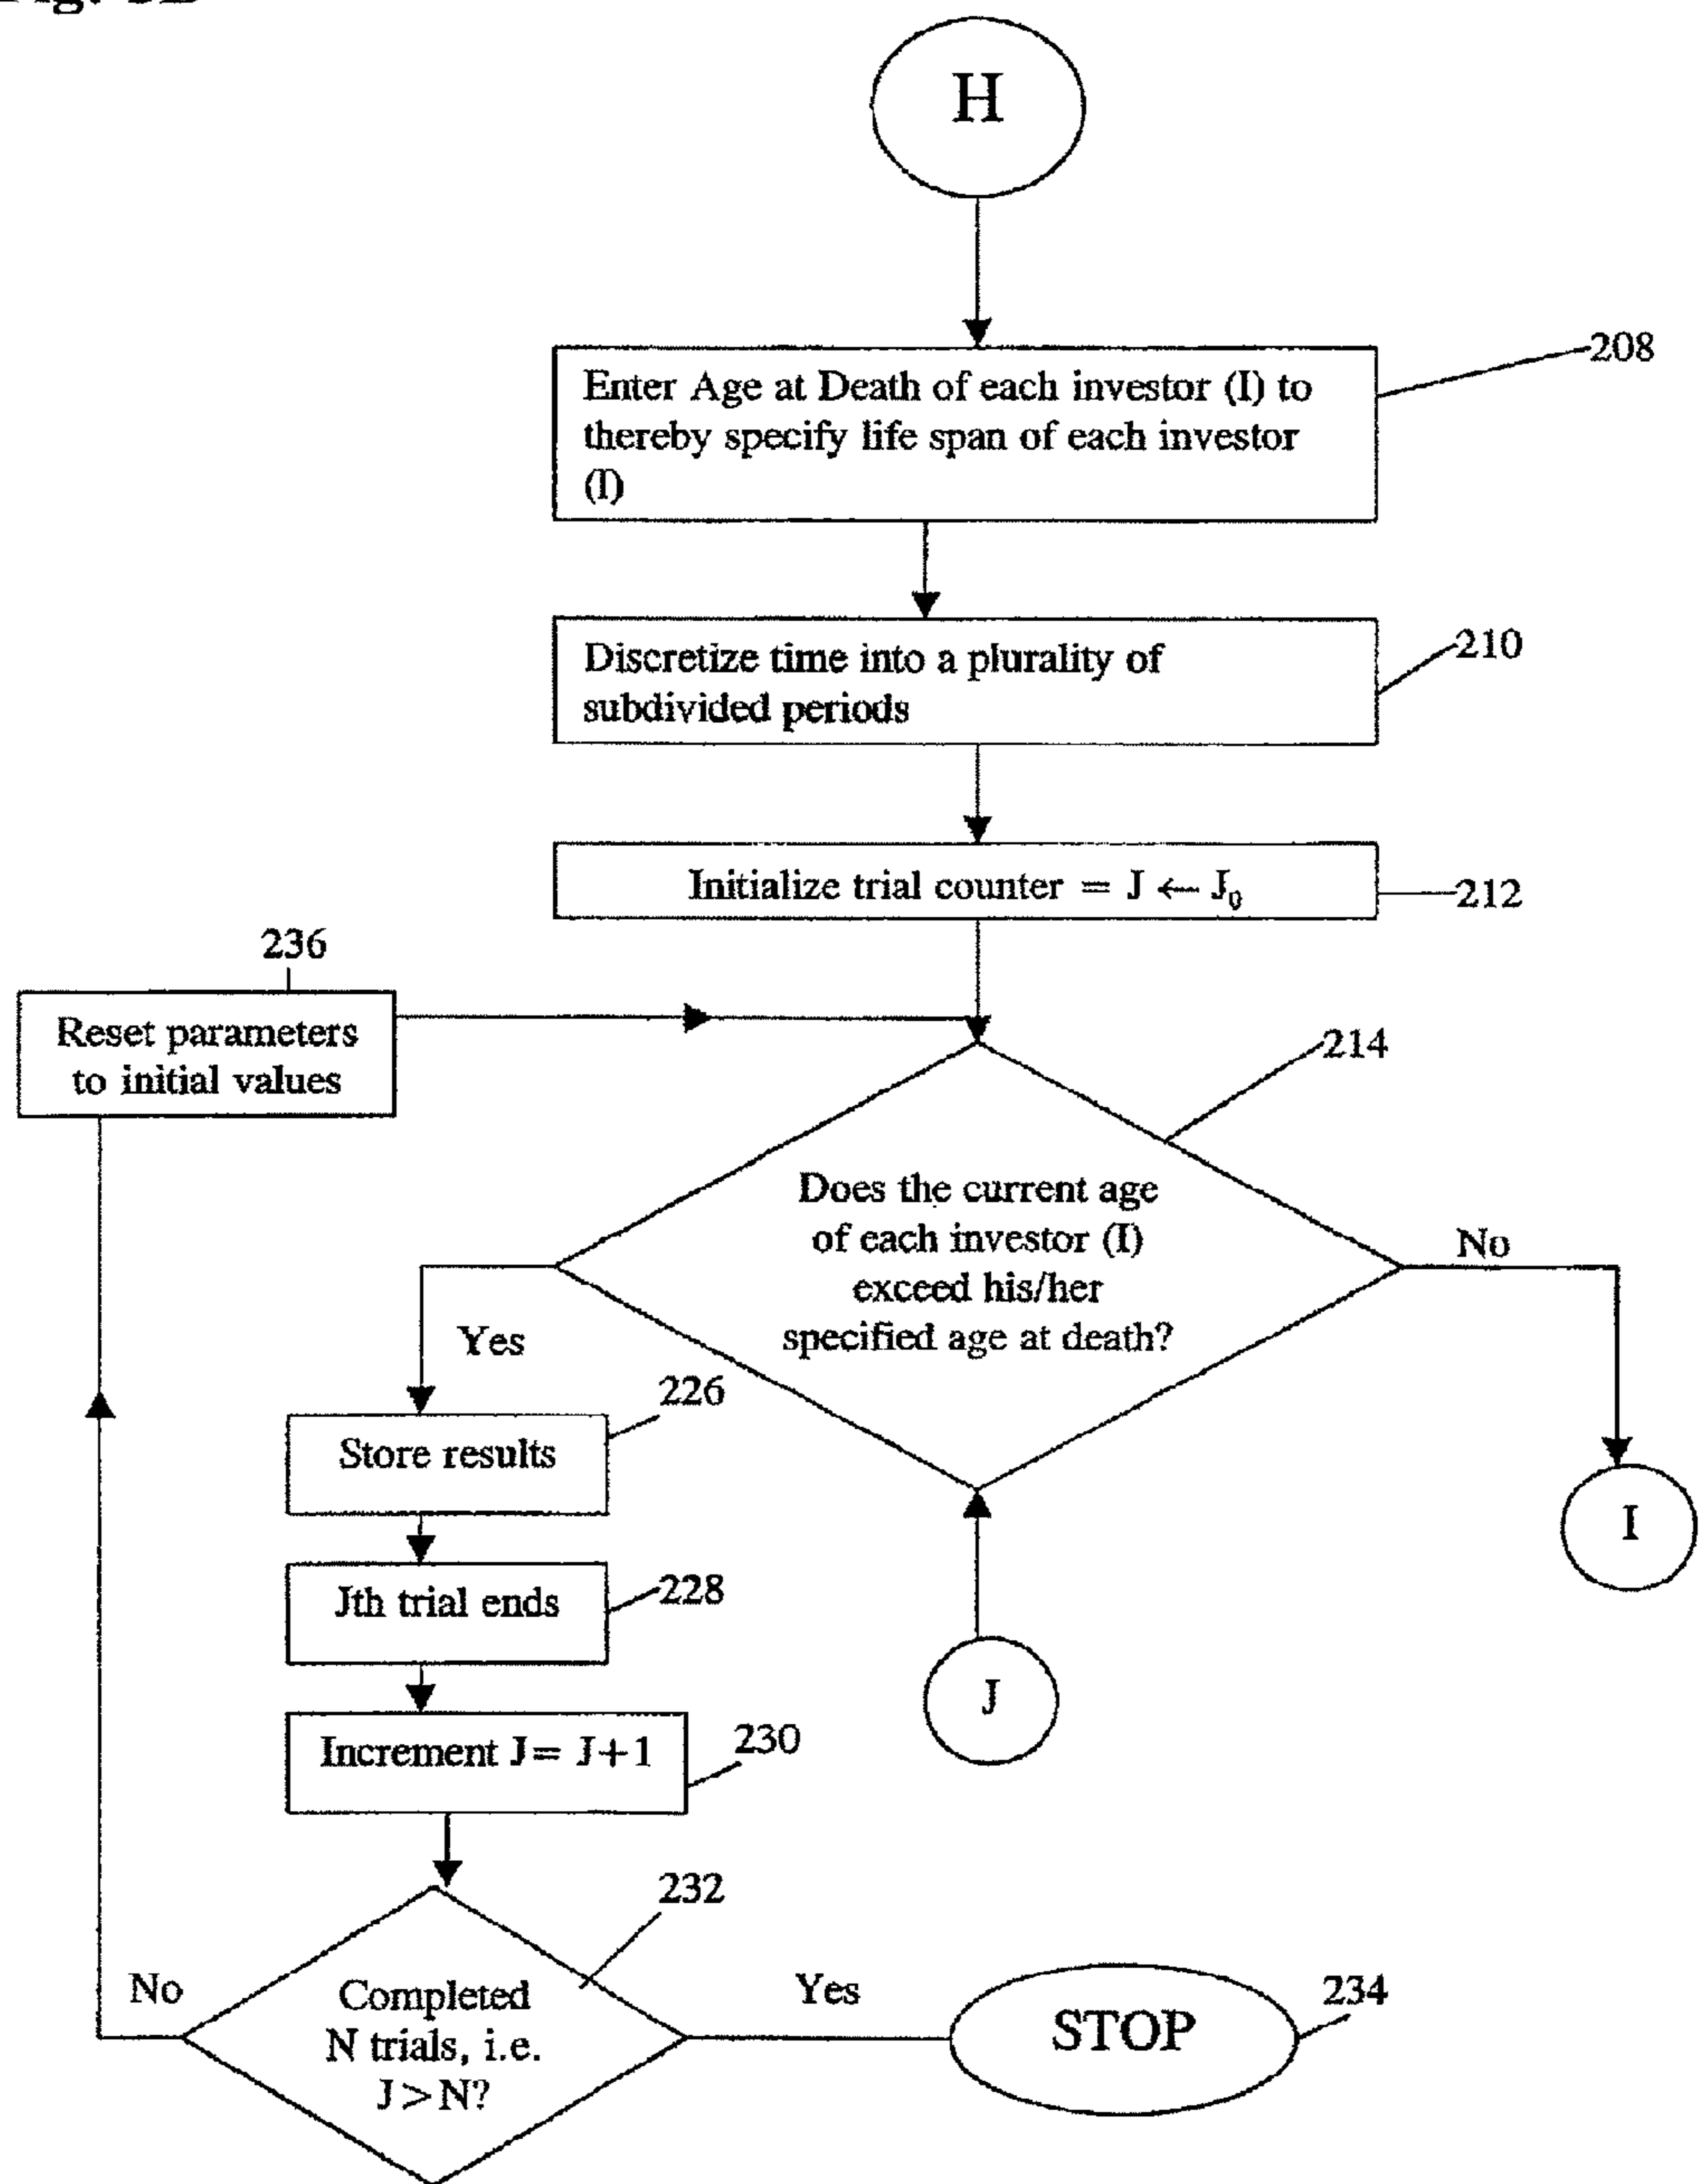 H
Enter Age at Death of each investor (I) to
thereby specify life span of each investor
(I)
208
Discretize time into a plurality of
subdivided periods
210
Initialize trial counter = J ← J₀
212
236
Reset parameters
to initial values
214
Does the current age
of each investor (I)
exceed his/her
specified age at death?
No
Yes
226
Store results
I
Jth trial ends
228
J
Increment J= J+1
230
232
No
Completed
N trials, i.e.
J>N?
Yes
STOP
234